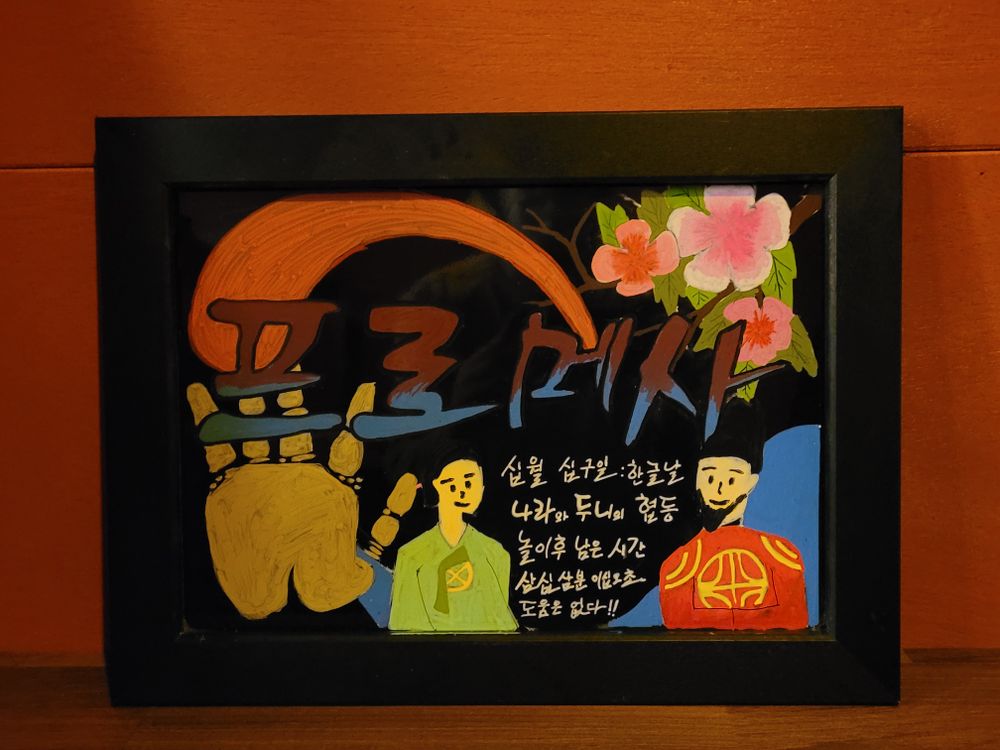 프로메사
십월 십구일 : 한글날
나라와 두니의 협동
놀이후 남은 시간
삼십삼분 이십오초
도움은 없다!!